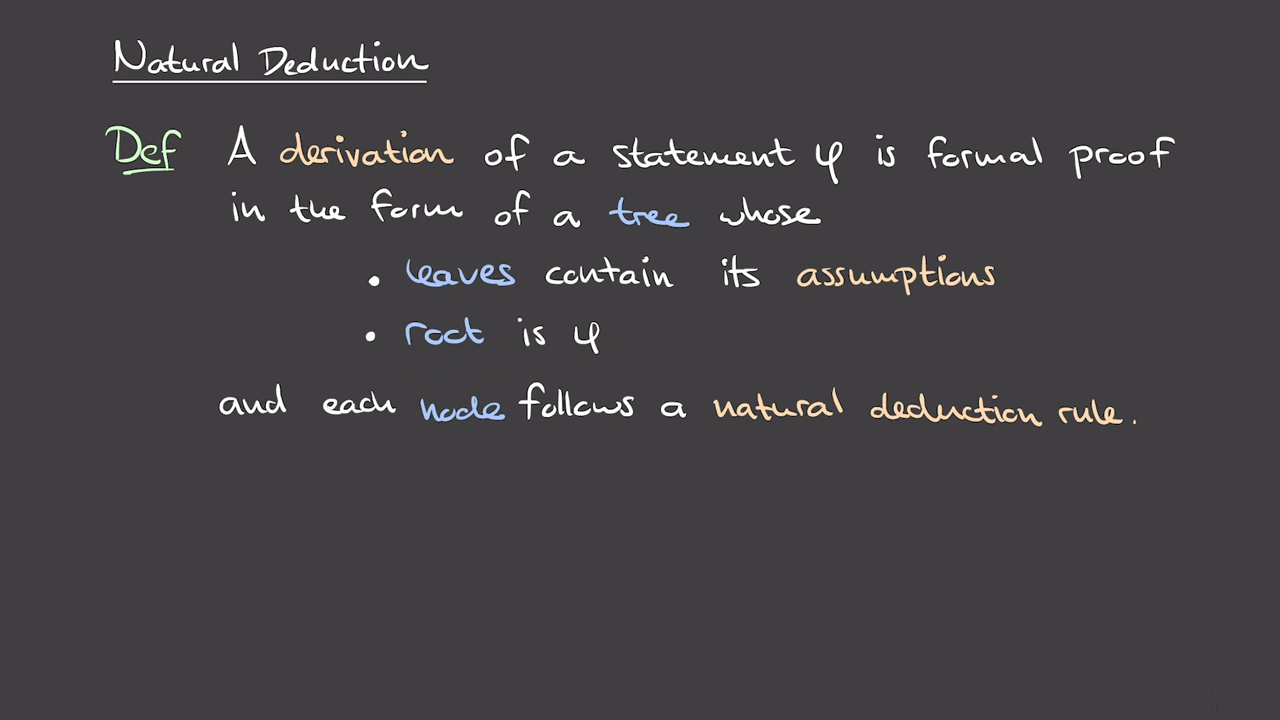 Natural Deduction
Def A derivation of a statement φ is formal proof
in the form of a tree whose
• leaves contain its assumptions
• root is φ
and each node follows a natural deduction rule.